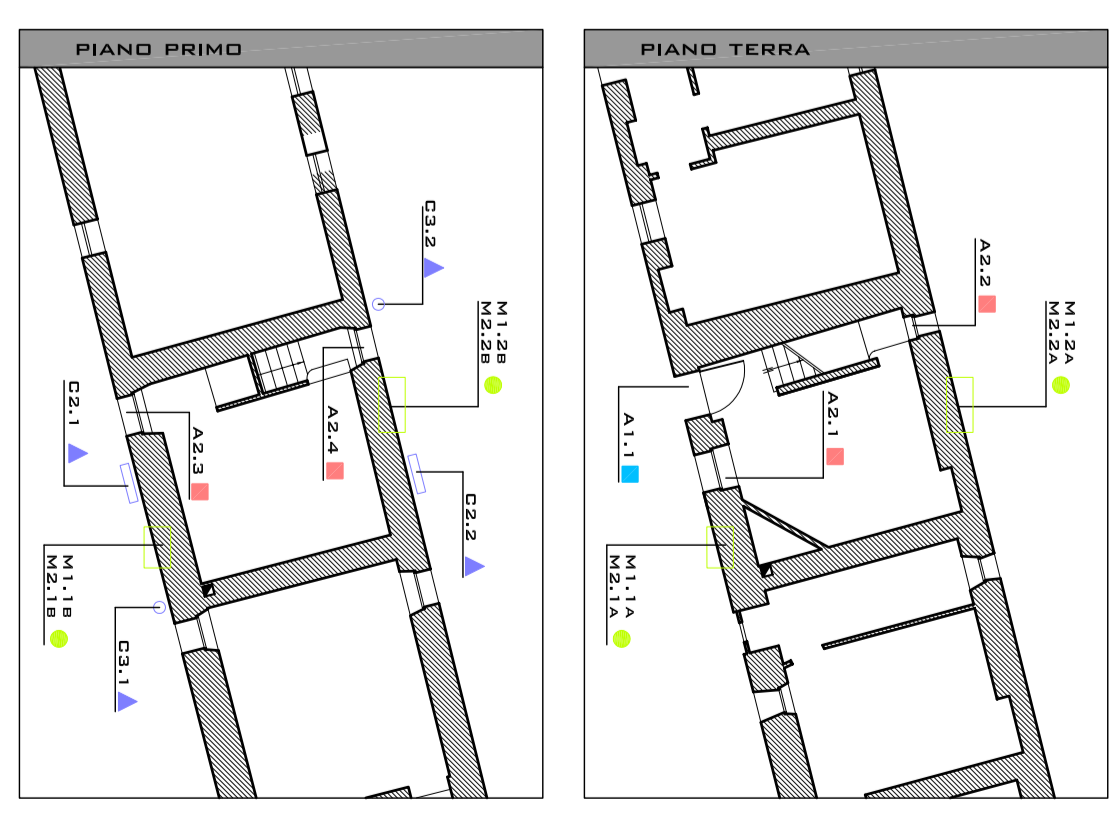 PIANO PRIMO
C3.2
M1.2B
M2.2B
C2.1
A2.3
A2.4
C2.2
M1.1B
M2.1B
C3.1
PIANO TERRA
A2.2
M1.2A
M2.2A
A1.1
A2.1
M1.1A
M2.1A